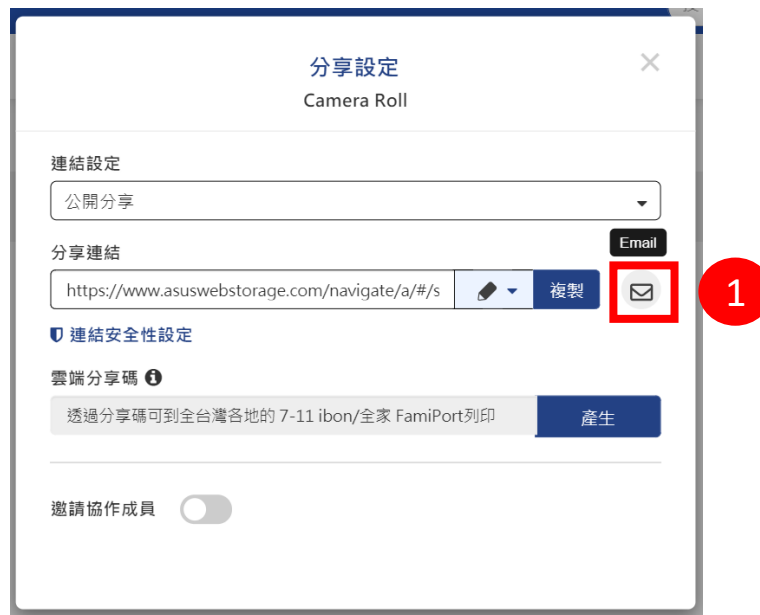 分享設定
Camera Roll
連結設定
公開分享
Email
分享連結
https://www.asuswebstorage.com/navigate/a/#/s
複製
1
連結安全性設定
雲端分享碼
透過分享碼可到全台灣各地的 7-11 ibon/全家 FamiPort列印
產生
邀請協作成員